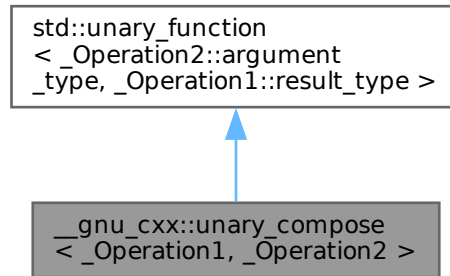 std::unary_function
< _Operation2::argument
_type, _Operation1::result_type >
__gnu_cxx::unary_compose
< _Operation1, _Operation2 >